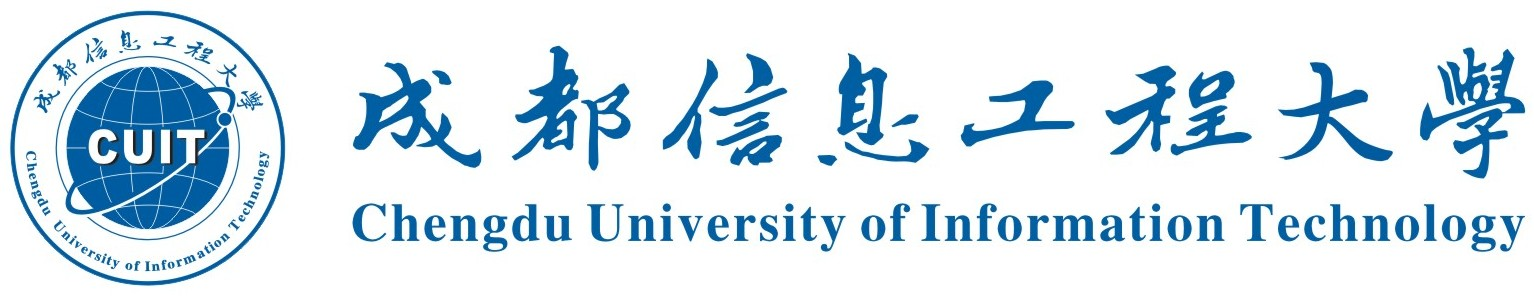 成都信息工程大學
CUIT
Chengdu University of Information Technology
成都信息工程大學
Chengdu University of Information Technology